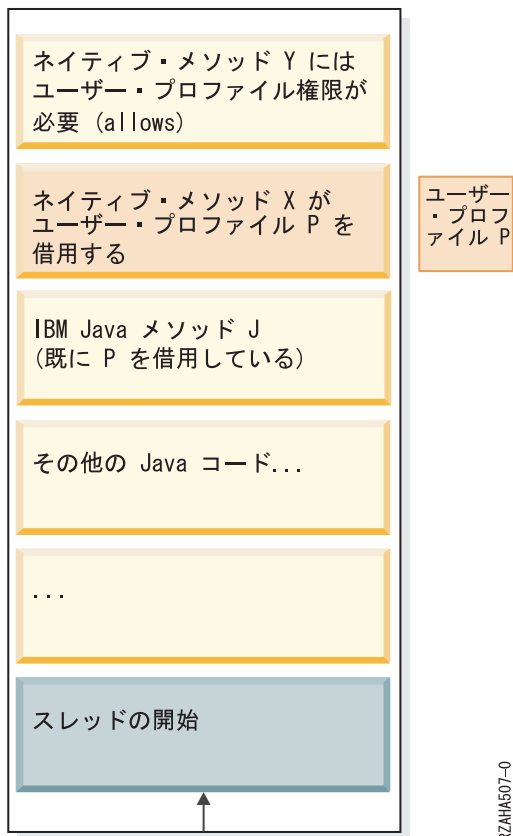 ネイティブ・メソッド Y には
ユーザー・プロファイル権限が
必要 (allows)
ネイティブ・メソッド X が
ユーザー・プロファイル P を
借用する
ユーザー
・プロフ
ァイル P
IBM Java メソッド J
(既に P を借用している)
その他の Java コード...
...
スレッドの開始
RZAHA507-0